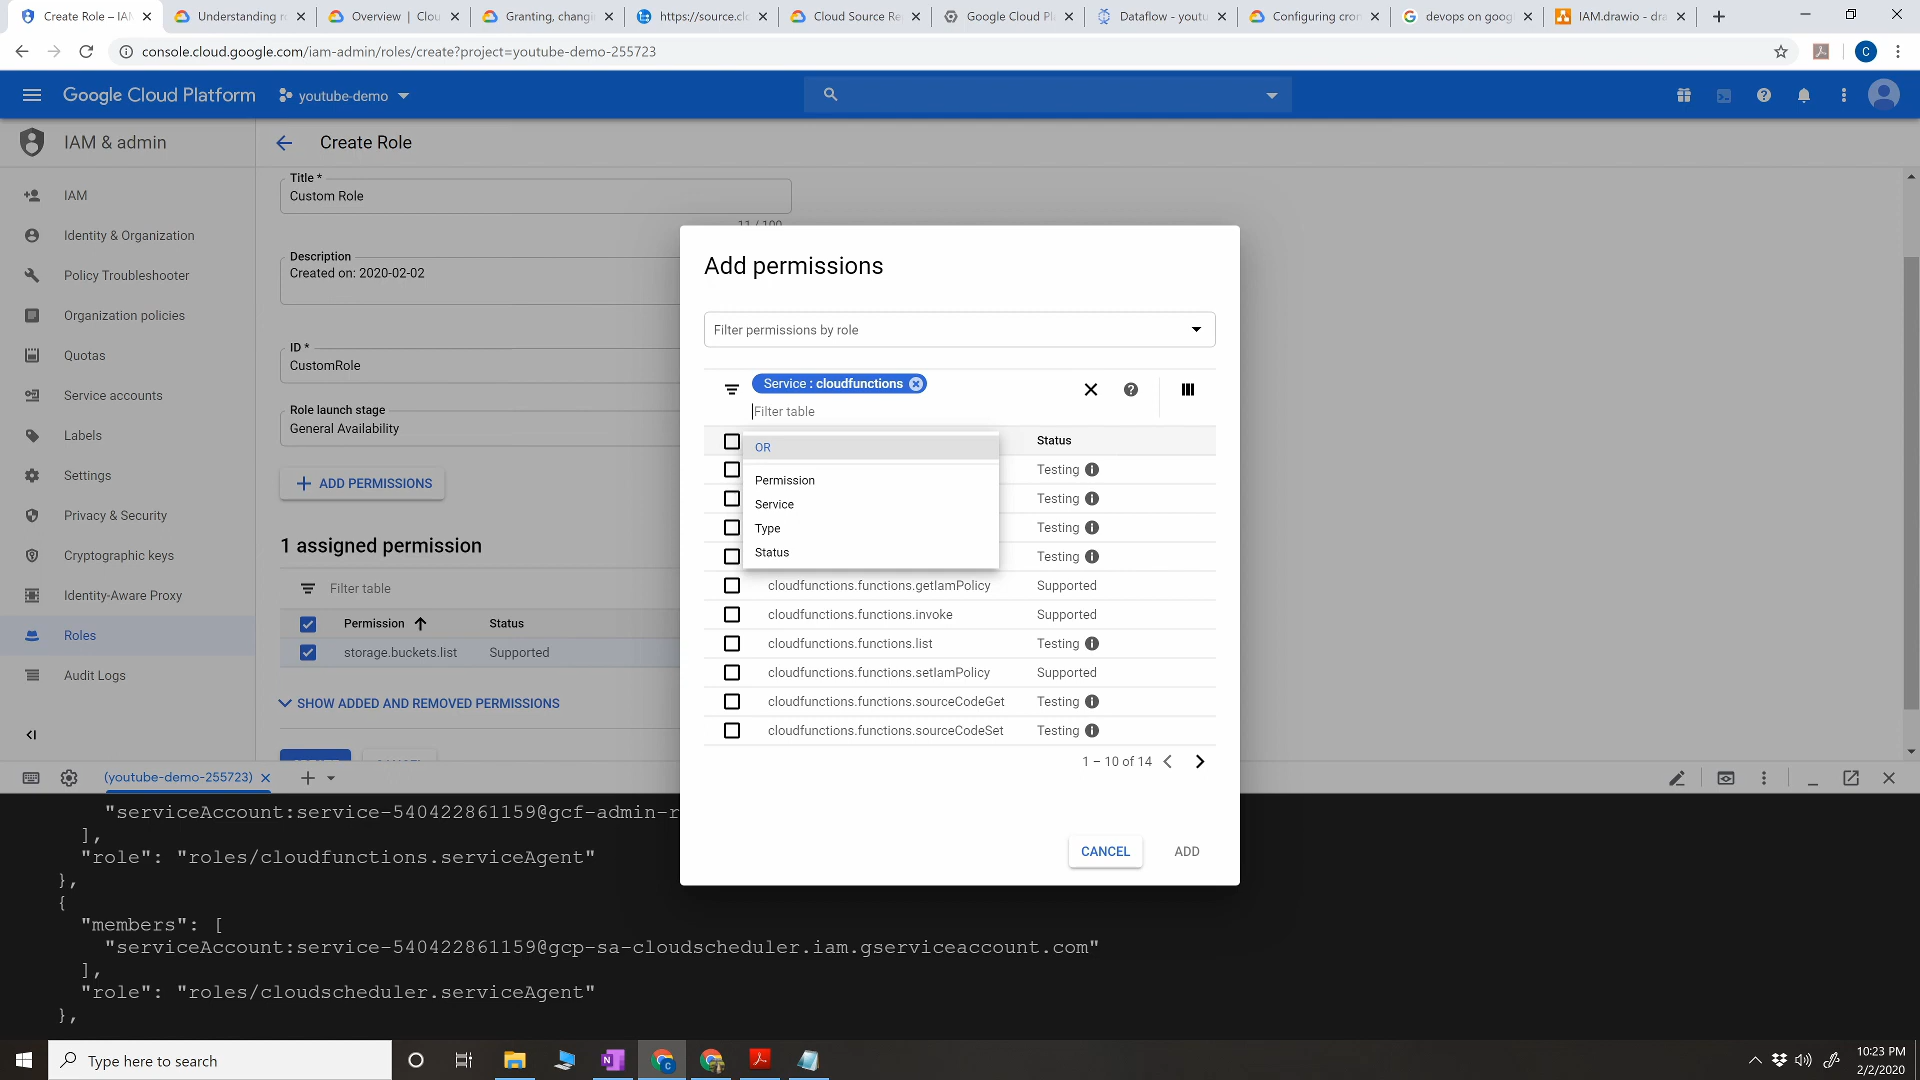 Create Role – IA
Understanding r
Overview | Clou
Granting, changi
https://source.cl
Cloud Source Re
Google Cloud Pl
Dataflow - youtu
Configuring cron
devops on goog
IAM.drawio - dra
console.cloud.google.com/iam-admin/roles/create?project=youtube-demo-255723
C
Google Cloud Platform
youtube-demo
IAM & admin
Create Role
IAM
Identity & Organization
Policy Troubleshooter
Organization policies
Quotas
Service accounts
Labels
Settings
Privacy & Security
Cryptographic keys
Identity-Aware Proxy
Roles
Audit Logs
Title *
Custom Role
11 / 100
Description
Created on: 2020-02-02
ID *
CustomRole
Role launch stage
General Availability
ADD PERMISSIONS
1 assigned permission
Filter table
Permission
Status
storage.buckets.list
Supported
SHOW ADDED AND REMOVED PERMISSIONS
Add permissions
Filter permissions by role
Service : cloudfunctions
Filter table
Status
OR
Permission
Service
Type
Status
Testing
Testing
Testing
Testing
cloudfunctions.functions.getIamPolicy Supported
cloudfunctions.functions.invoke Supported
cloudfunctions.functions.list Testing
cloudfunctions.functions.setIamPolicy Supported
cloudfunctions.functions.sourceCodeGet Testing
cloudfunctions.functions.sourceCodeSet Testing
1 – 10 of 14
CANCEL
ADD
(youtube-demo-255723)
"serviceAccount:service-540422861159@gcf-admin-r
],
"role": "roles/cloudfunctions.serviceAgent"
},
{
"members": [
"serviceAccount:service-540422861159@gcp-sa-cloudscheduler.iam.gserviceaccount.com"
],
"role": "roles/cloudscheduler.serviceAgent"
},
Type here to search
10:23 PM
2/2/2020